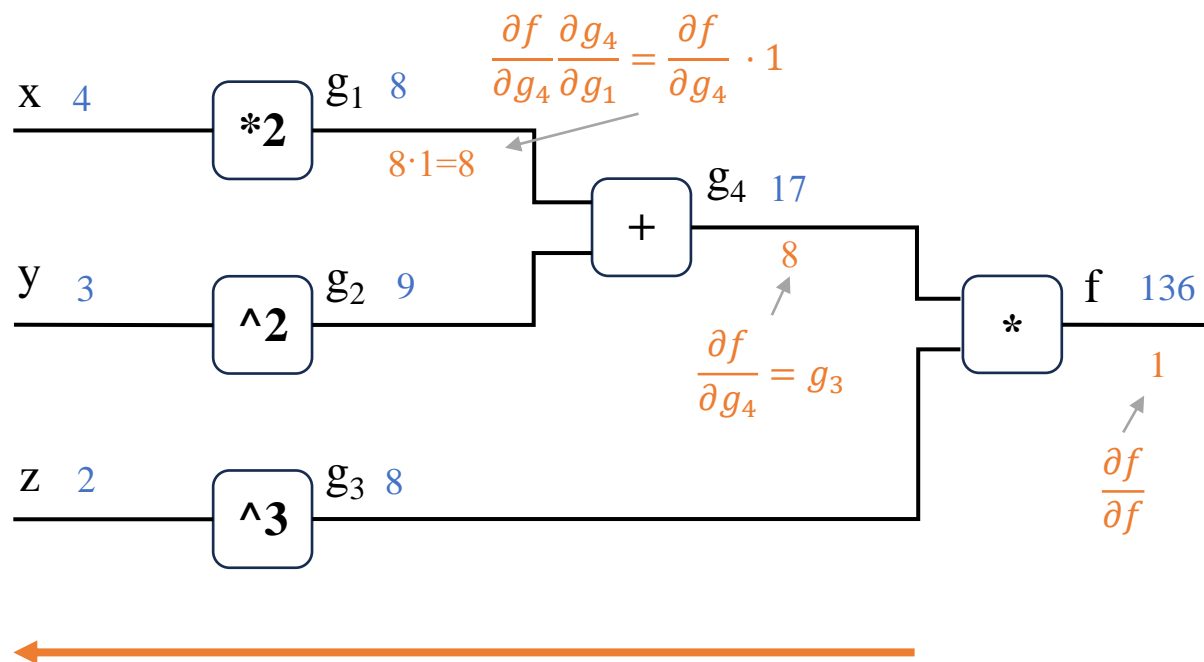 ∂f/∂g₄ ∂g₄/∂g₁ = ∂f/∂g₄ · 1
x 4
*2
g₁ 8
8·1=8
+
g₄ 17
8
∂f/∂g₄ = g₃
y 3
^2
g₂ 9
*
f 136
1
∂f/∂f
z 2
^3
g₃ 8